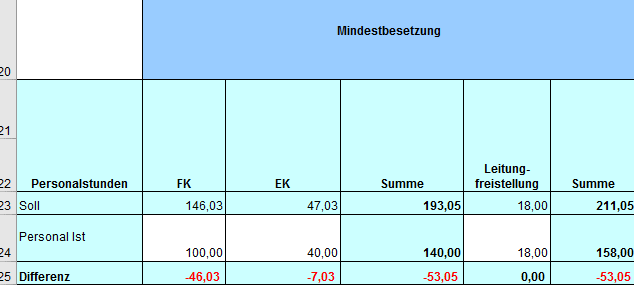 Mindestbesetzung
20
21
Leitung-
22 Personalstunden FK EK Summe freistellung Summe
23 Soll 146,03 47,03 193,05 18,00 211,05
Personal Ist
24 100,00 40,00 140,00 18,00 158,00
25 Differenz -46,03 -7,03 -53,05 0,00 -53,05